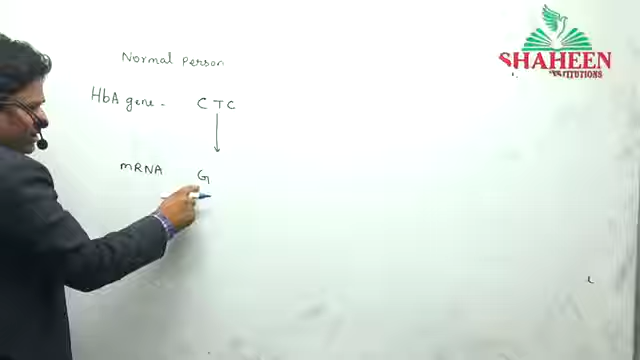 SHAHEEN
INSTITUTIONS
Normal Person
HbA gene - C T C
mRNA G